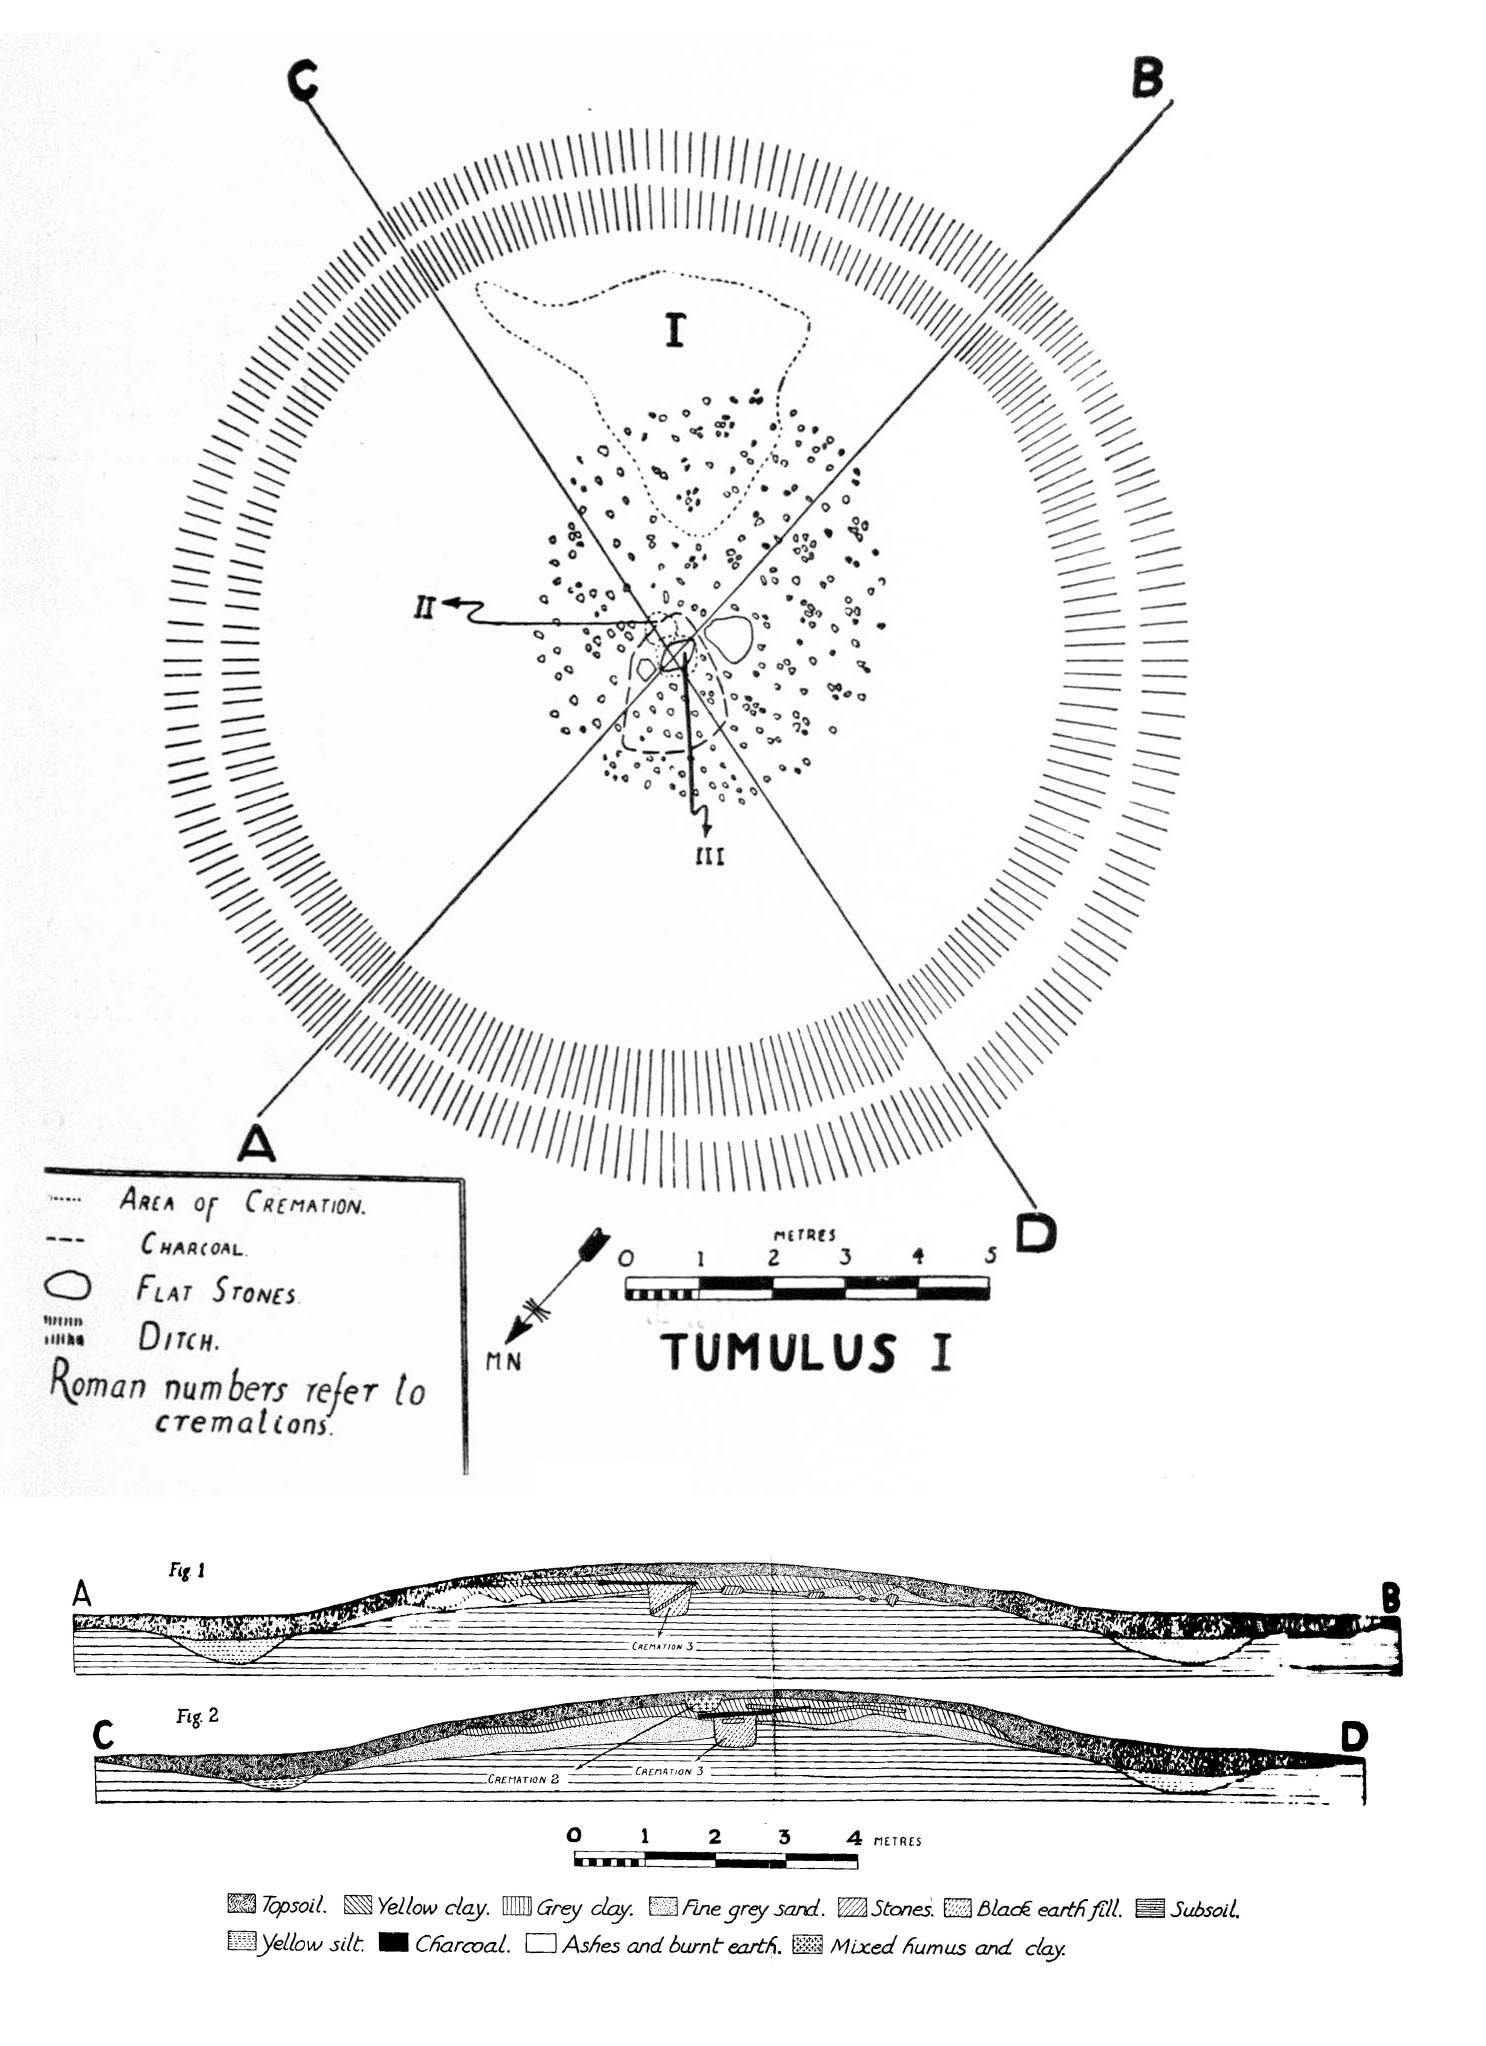 C B
I
II
III
A
D
AREA OF CREMATION.
CHARCOAL.
FLAT STONES.
DITCH.
Roman numbers refer to
cremations.
MN
METRES
0 1 2 3 4 5
TUMULUS I
Fig. 1
A B
CREMATION 3
Fig. 2
C D
CREMATION 2 CREMATION 3
0 1 2 3 4 METRES
Topsoil. Yellow clay. Grey clay. Fine grey sand. Stones. Black earth fill. Subsoil.
Yellow silt. Charcoal. Ashes and burnt earth. Mixed humus and clay.